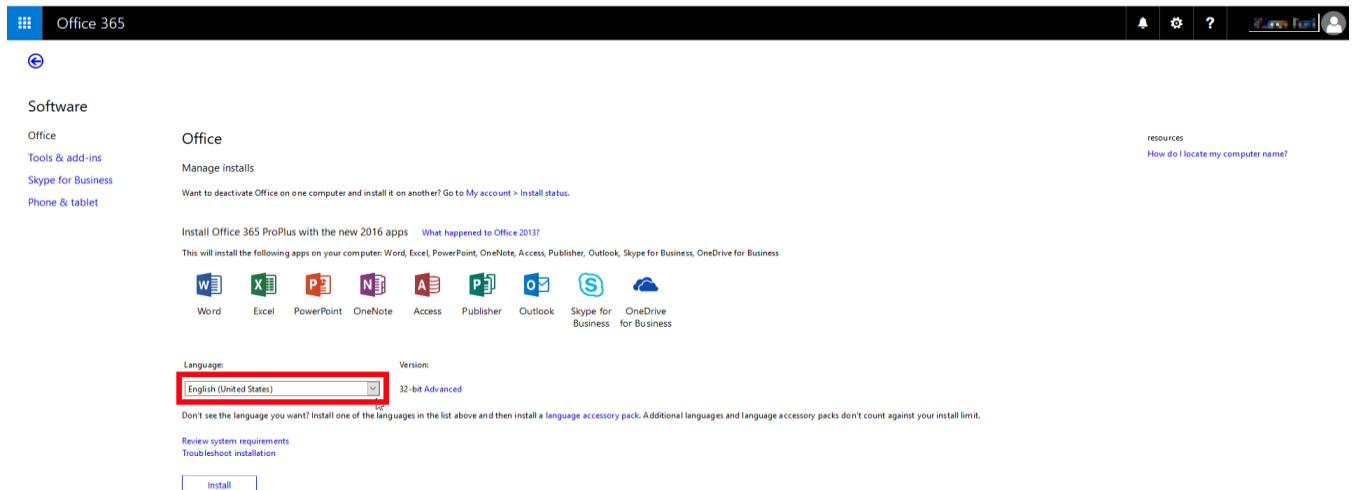 Office 365
?
Software
Office
Tools & add-ins
Skype for Business
Phone & tablet
Office
Manage installs
Want to deactivate Office on one computer and install it on another? Go to My account > Install status.
Install Office 365 ProPlus with the new 2016 apps What happened to Office 2013?
This will install the following apps on your computer: Word, Excel, PowerPoint, OneNote, Access, Publisher, Outlook, Skype for Business, OneDrive for Business
Word Excel PowerPoint OneNote Access Publisher Outlook Skype for Business OneDrive for Business
Language: Version:
English (United States) 32-bit Advanced
Don't see the language you want? Install one of the languages in the list above and then install a language accessory pack. Additional languages and language accessory packs don't count against your install limit.
Review system requirements
Troubleshoot installation
Install
resources
How do I locate my computer name?